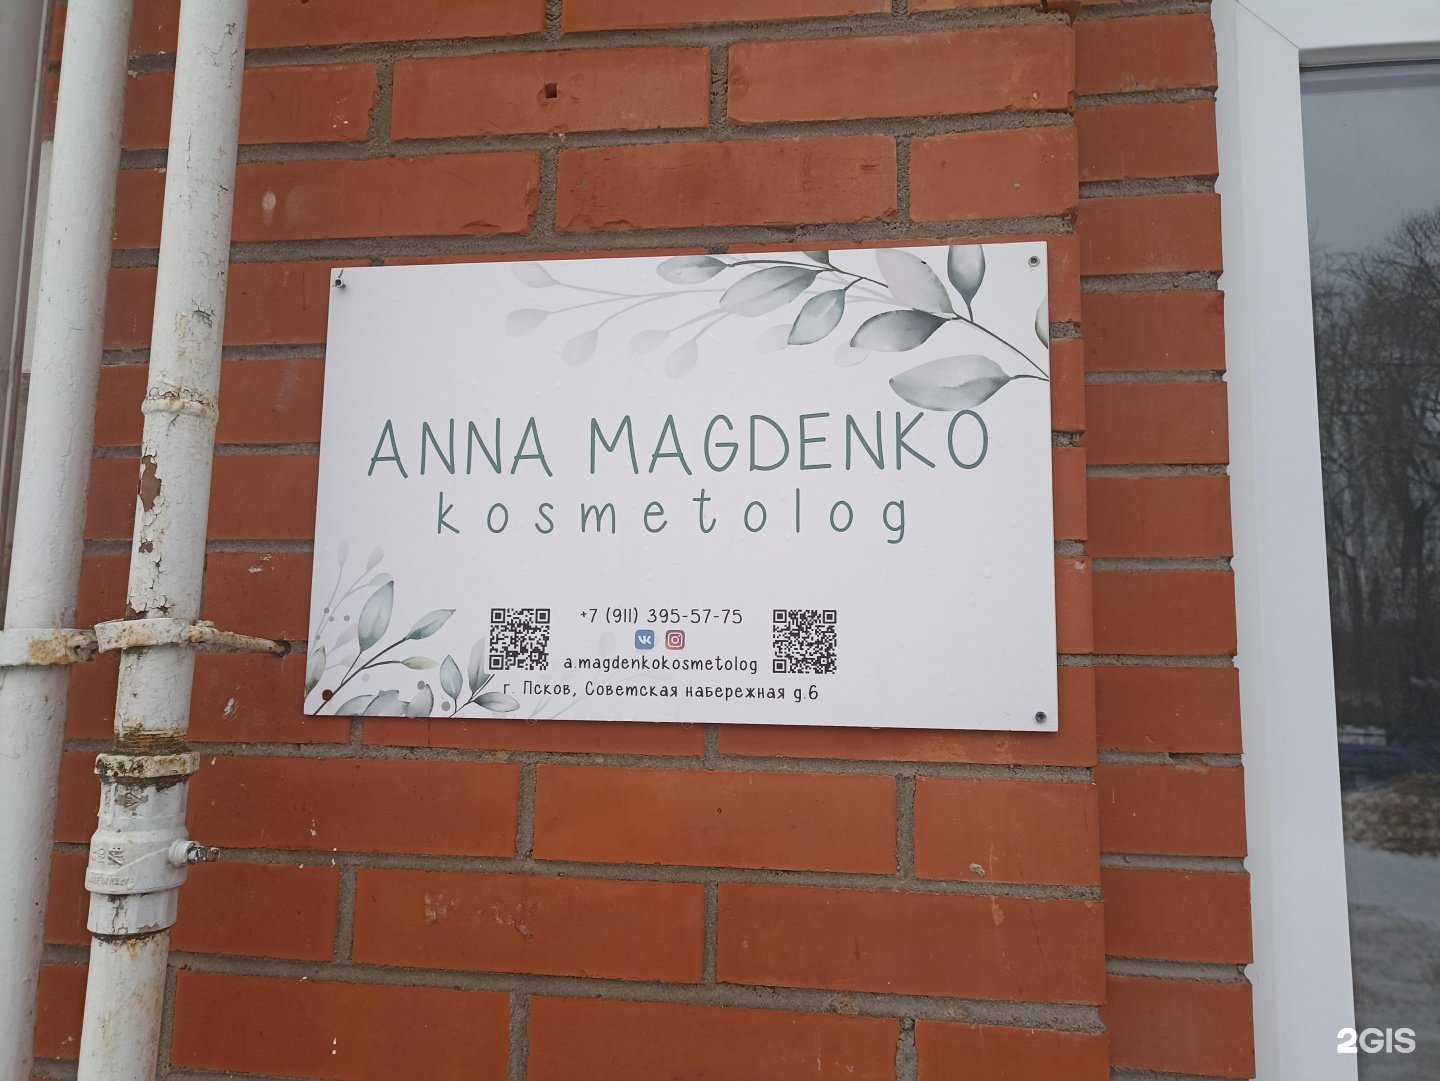 ANNA MAGDENKO
kosmetolog
+7 (911) 395-57-75
a.magdenkokosmetolog
г. Псков, Советская набережная д.6
2GIS